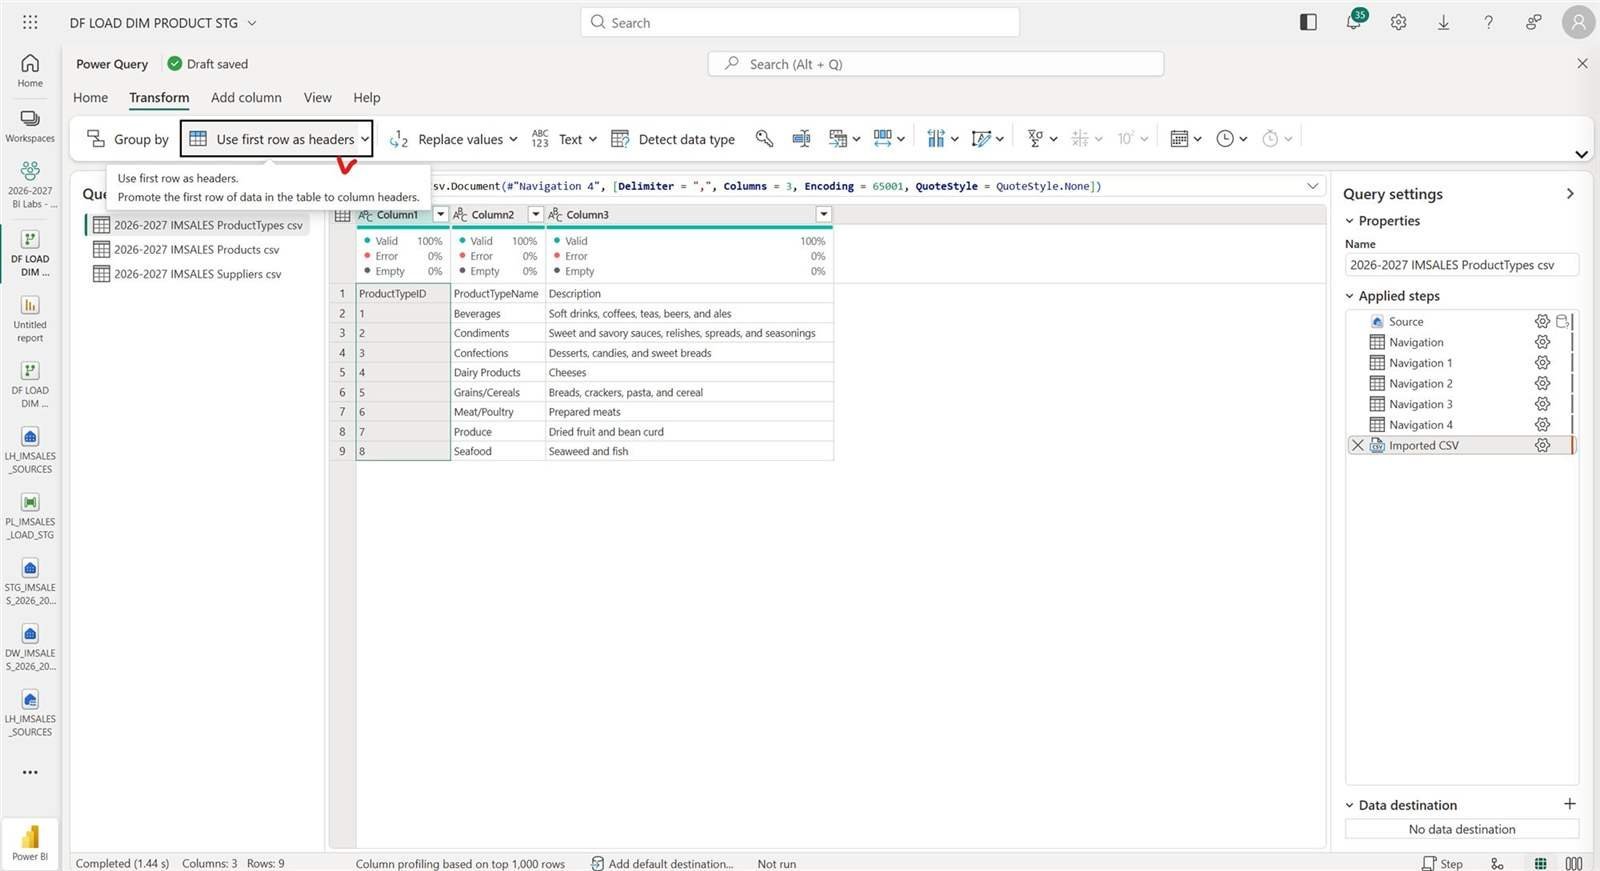 DF LOAD DIM PRODUCT STG
Search
35
Power Query
Draft saved
Search (Alt + Q)
Home
Transform
Add column
View
Help
Group by
Use first row as headers
1
2
Replace values
ABC
123
Text
Detect data type
10²
Use first row as headers.
Promote the first row of data in the table to column headers.
Home
Workspaces
2026-2027
BI Labs - ...
DF LOAD
DIM ...
Untitled
report
DF LOAD
DIM ...
LH_IMSALES
_SOURCES
PL_IMSALES
_LOAD_STG
STG_IMSALE
S_2026_20...
DW_IMSALE
S_2026_20...
LH_IMSALES
_SOURCES
Power BI
Que
2026-2027 IMSALES ProductTypes csv
2026-2027 IMSALES Products csv
2026-2027 IMSALES Suppliers csv
sv.Document(#"Navigation 4", [Delimiter = ",", Columns = 3, Encoding = 65001, QuoteStyle = QuoteStyle.None])
ABC Column1 ABC Column2 ABC Column3
Valid 100% Valid 100% Valid 100%
Error 0% Error 0% Error 0%
Empty 0% Empty 0% Empty 0%
1 ProductTypeID ProductTypeName Description
2 1 Beverages Soft drinks, coffees, teas, beers, and ales
3 2 Condiments Sweet and savory sauces, relishes, spreads, and seasonings
4 3 Confections Desserts, candies, and sweet breads
5 4 Dairy Products Cheeses
6 5 Grains/Cereals Breads, crackers, pasta, and cereal
7 6 Meat/Poultry Prepared meats
8 7 Produce Dried fruit and bean curd
9 8 Seafood Seaweed and fish
Query settings
Properties
Name
2026-2027 IMSALES ProductTypes csv
Applied steps
Source
Navigation
Navigation 1
Navigation 2
Navigation 3
Navigation 4
Imported CSV
Data destination
No data destination
Completed (1.44 s) Columns: 3 Rows: 9
Column profiling based on top 1,000 rows
Add default destination...
Not run
Step